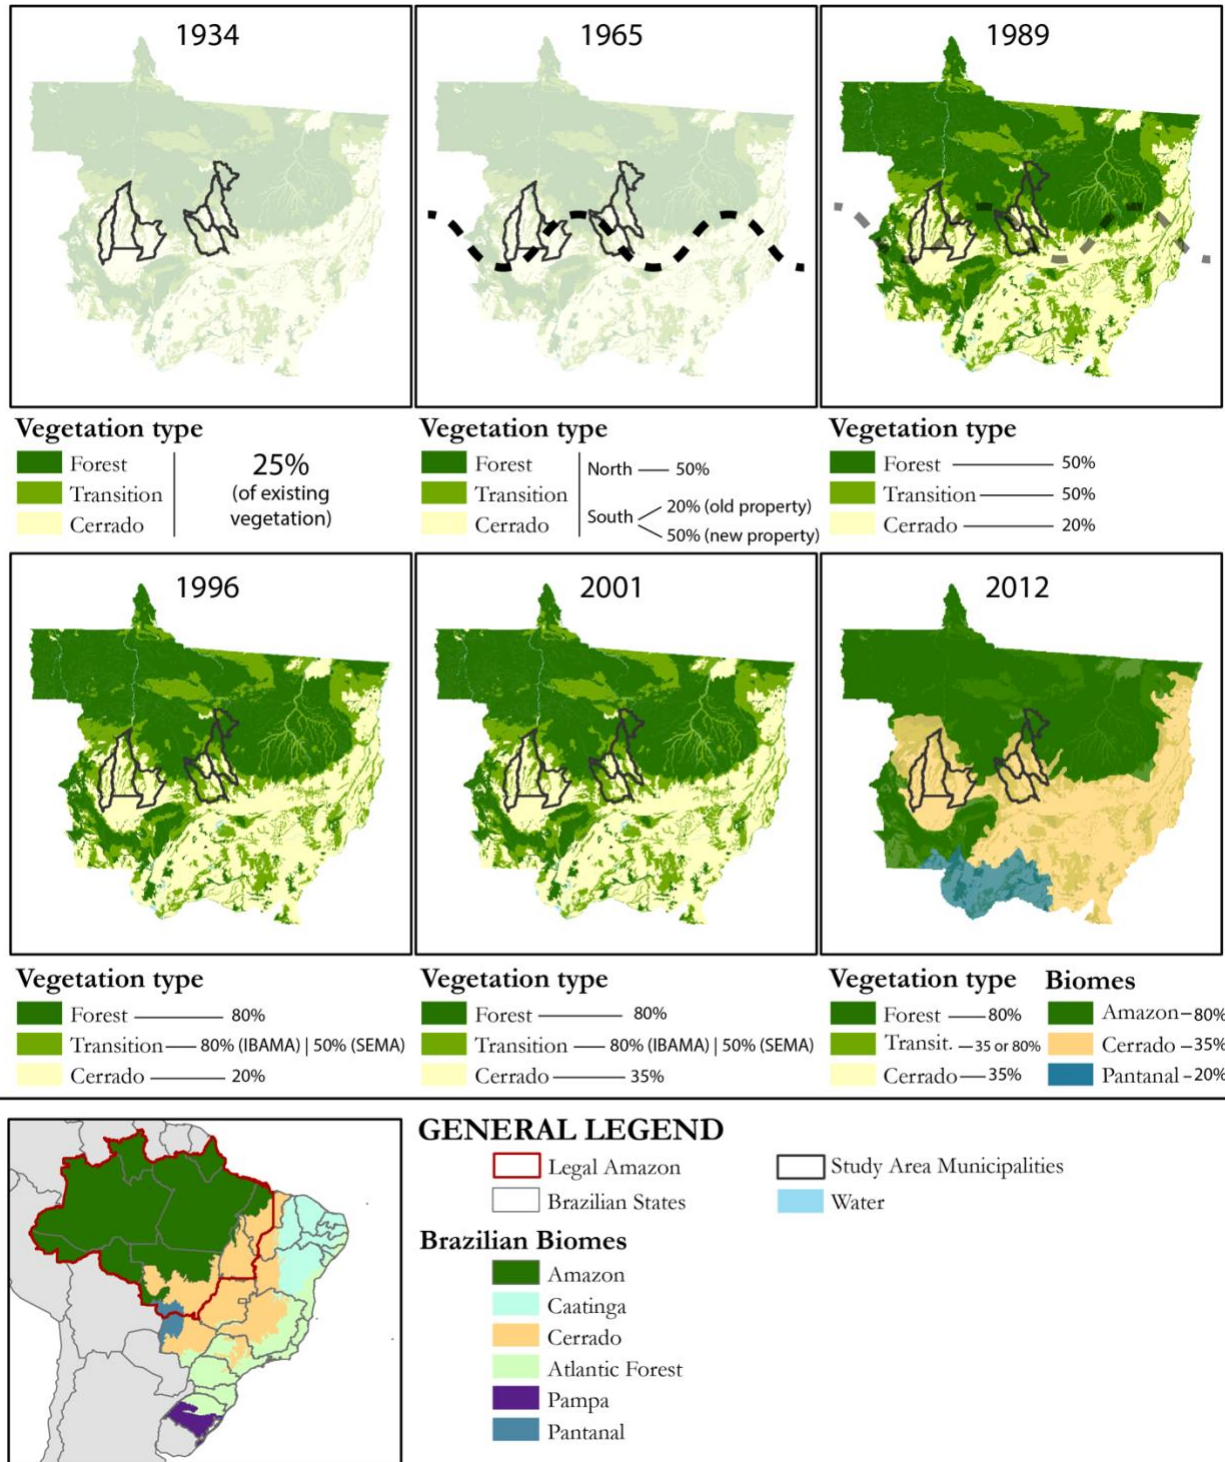 1934
1965
1989
Vegetation type
Forest
Transition
Cerrado
25%
(of existing
vegetation)
Vegetation type
Forest
Transition
Cerrado
North 50%
South
20% (old property)
50% (new property)
Vegetation type
Forest 50%
Transition 50%
Cerrado 20%
1996
2001
2012
Vegetation type
Forest 80%
Transition 80% (IBAMA) | 50% (SEMA)
Cerrado 20%
Vegetation type
Forest 80%
Transition 80% (IBAMA) | 50% (SEMA)
Cerrado 35%
Vegetation type
Forest 80%
Transit. 35 or 80%
Cerrado 35%
Biomes
Amazon-80%
Cerrado-35%
Pantanal-20%
GENERAL LEGEND
Legal Amazon
Brazilian States
Study Area Municipalities
Water
Brazilian Biomes
Amazon
Caatinga
Cerrado
Atlantic Forest
Pampa
Pantanal